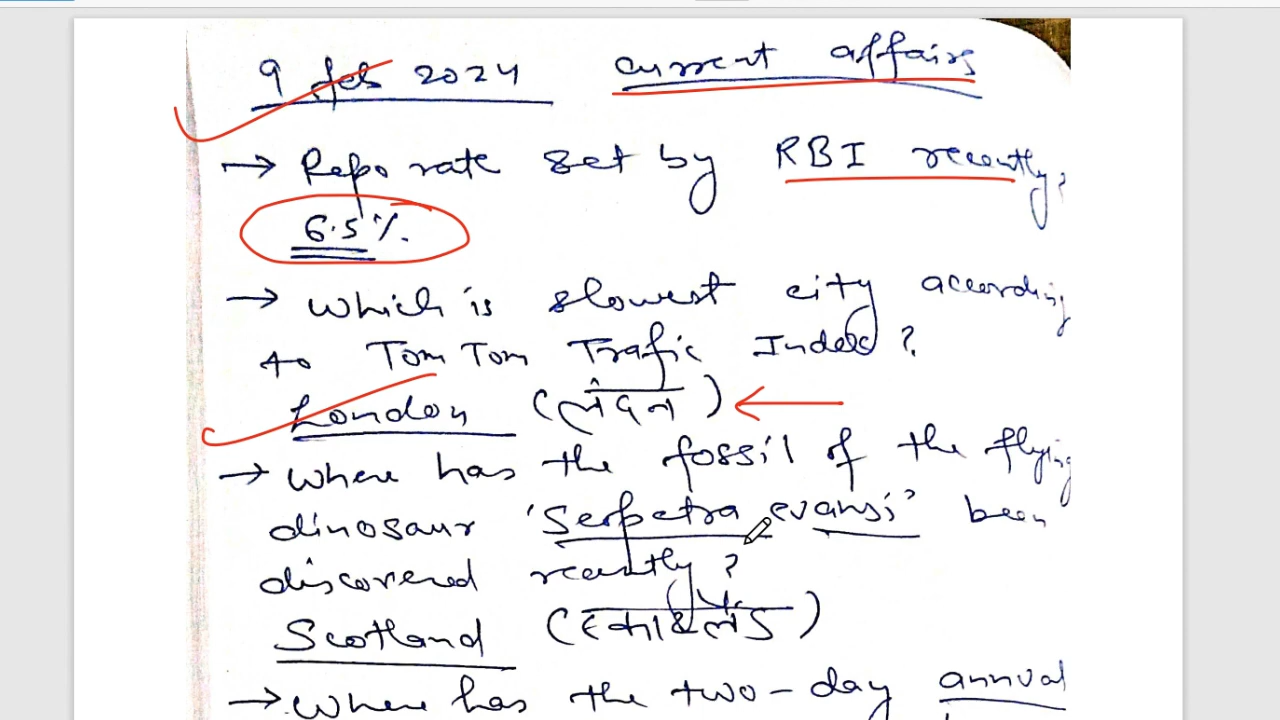 9 feb 2024 current affairs
→ Repo rate set by RBI recently?
6.5%.
→ which is slowest city according
to Tom Tom Trafic Index ?
London (लंदन)
→ where has the fossil of the flying
dinosaur 'Serpetra evansi' been
discovered recently?
Scotland
→ where has the two-day annual